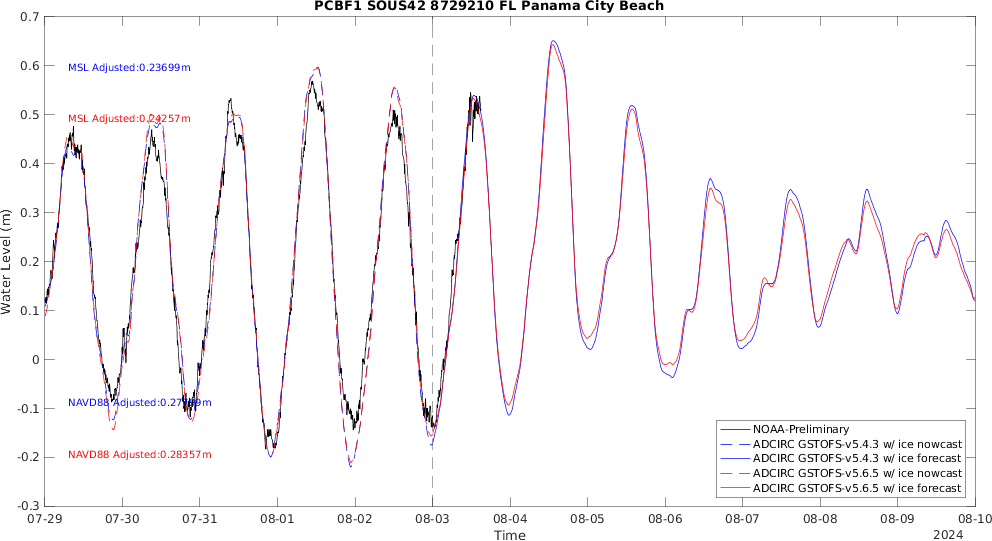 PCBF1 SOUS42 8729210 FL Panama City Beach
0.7
0.6
0.5
0.4
0.3
0.2
0.1
0
-0.1
-0.2
-0.3
Water Level (m)
MSL Adjusted:0.23699m
MSL Adjusted:0.24257m
NAVD88 Adjusted:0.27799m
NAVD88 Adjusted:0.28357m
NOAA-Preliminary
ADCIRC GSTOFS-v5.4.3 w/ ice nowcast
ADCIRC GSTOFS-v5.4.3 w/ ice forecast
ADCIRC GSTOFS-v5.6.5 w/ ice nowcast
ADCIRC GSTOFS-v5.6.5 w/ ice forecast
07-29 07-30 07-31 08-01 08-02 08-03 08-04 08-05 08-06 08-07 08-08 08-09 08-10
Time
2024